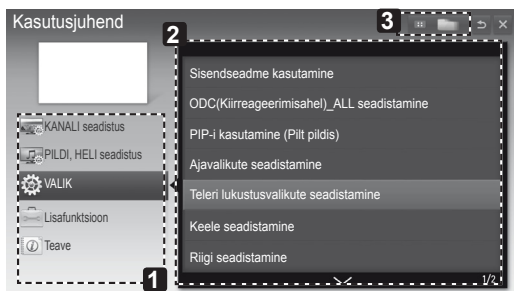 Kasutusjuhend
3
2
Sisendseadme kasutamine
ODC(Kiirreageerimisahel)_ALL seadistamine
KANALI seadistus
PIP-i kasutamine (Pilt pildis)
PILDI, HELI seadistus
Ajavalikute seadistamine
VALIK
Teleri lukustusvalikute seadistamine
Lisafunktsioon
Keele seadistamine
Teave
Riigi seadistamine
1
1/2